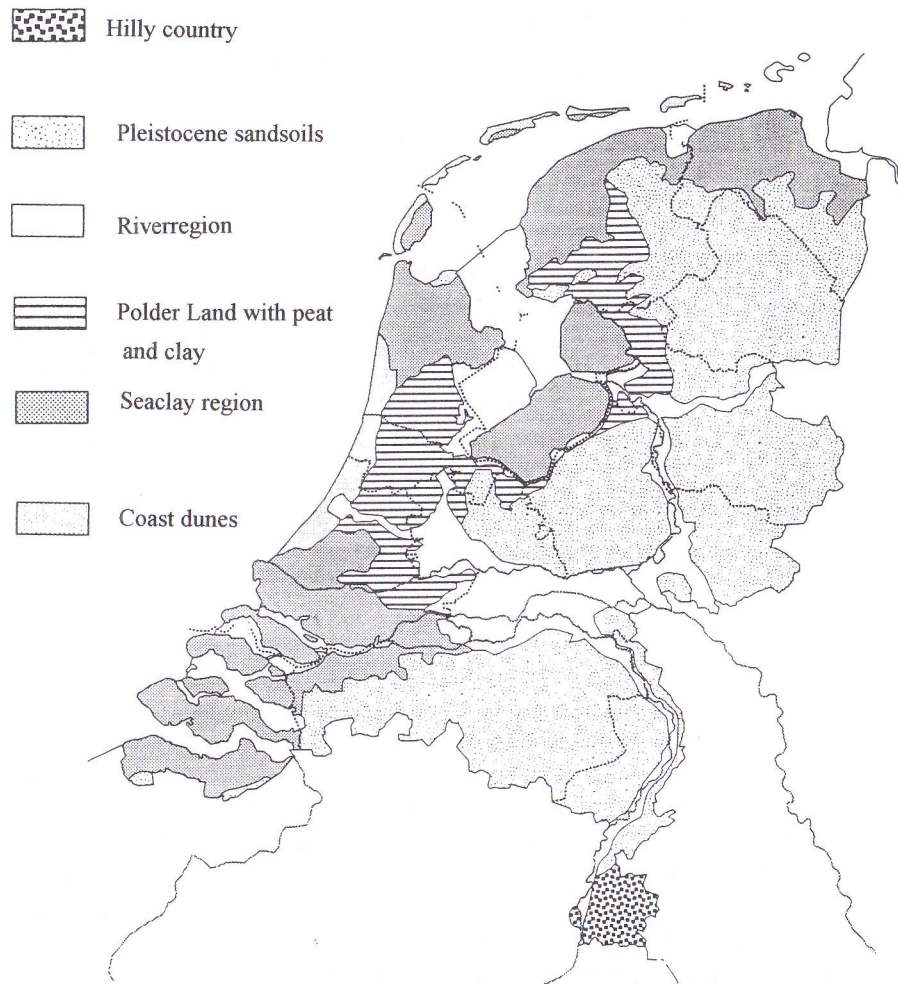 Hilly country
Pleistocene sandsoils
Riverregion
Polder Land with peat
and clay
Seaclay region
Coast dunes